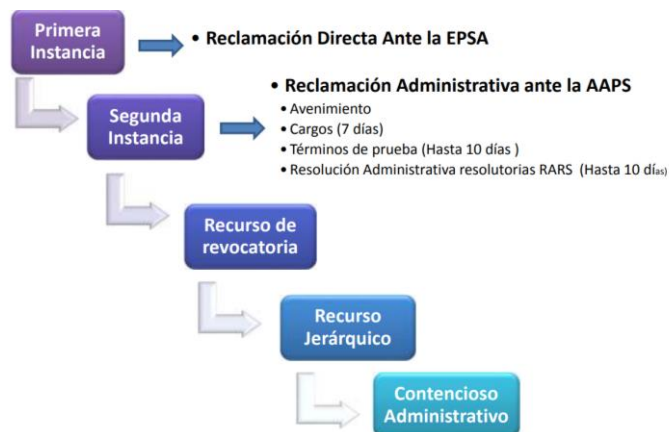 Primera
Instancia
• Reclamación Directa Ante la EPSA
Segunda
Instancia
• Reclamación Administrativa ante la AAPS
• Avenimiento
• Cargos (7 días)
• Términos de prueba (Hasta 10 días )
• Resolución Administrativa resolutorias RARS (Hasta 10 días)
Recurso de
revocatoria
Recurso
Jerárquico
Contencioso
Administrativo